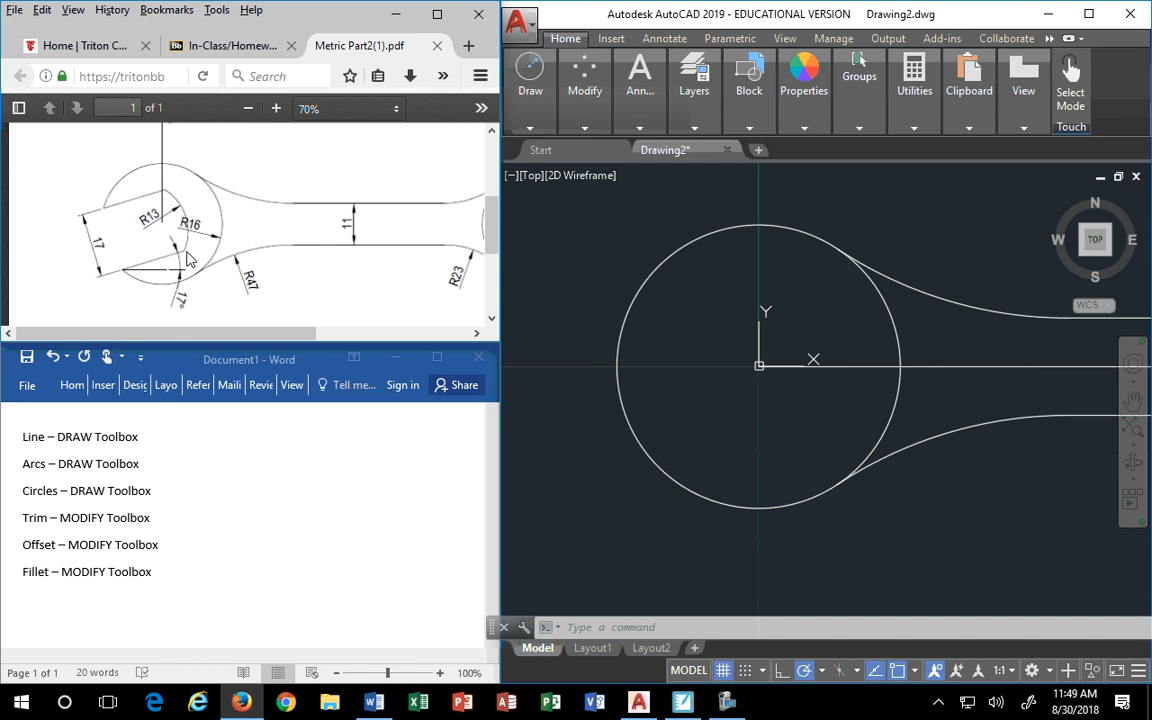 File Edit View History Bookmarks Tools Help
Home | Triton C...
In-Class/Homew...
Metric Part2(1).pdf
https://tritonbb
Search
1 of 1
70%
R13
R16
17
11
R47
R23
17°
Document1 - Word
File Hom Inser Desig Layo Refer Maili Revie View Tell me... Sign in Share
Line – DRAW Toolbox
Arcs – DRAW Toolbox
Circles – DRAW Toolbox
Trim – MODIFY Toolbox
Offset – MODIFY Toolbox
Fillet – MODIFY Toolbox
Page 1 of 1 20 words 100%
Autodesk AutoCAD 2019 - EDUCATIONAL VERSION Drawing2.dwg
Home Insert Annotate Parametric View Manage Output Add-ins Collaborate
Draw
Modify
Ann...
Layers
Block
Properties
Groups
Utilities
Clipboard
View
Select
Mode
Touch
Start
Drawing2*
[−][Top][2D Wireframe]
N
W TOP E
S
WCS
Y
X
Type a command
Model Layout1 Layout2
MODEL 1:1
11:49 AM
8/30/2018